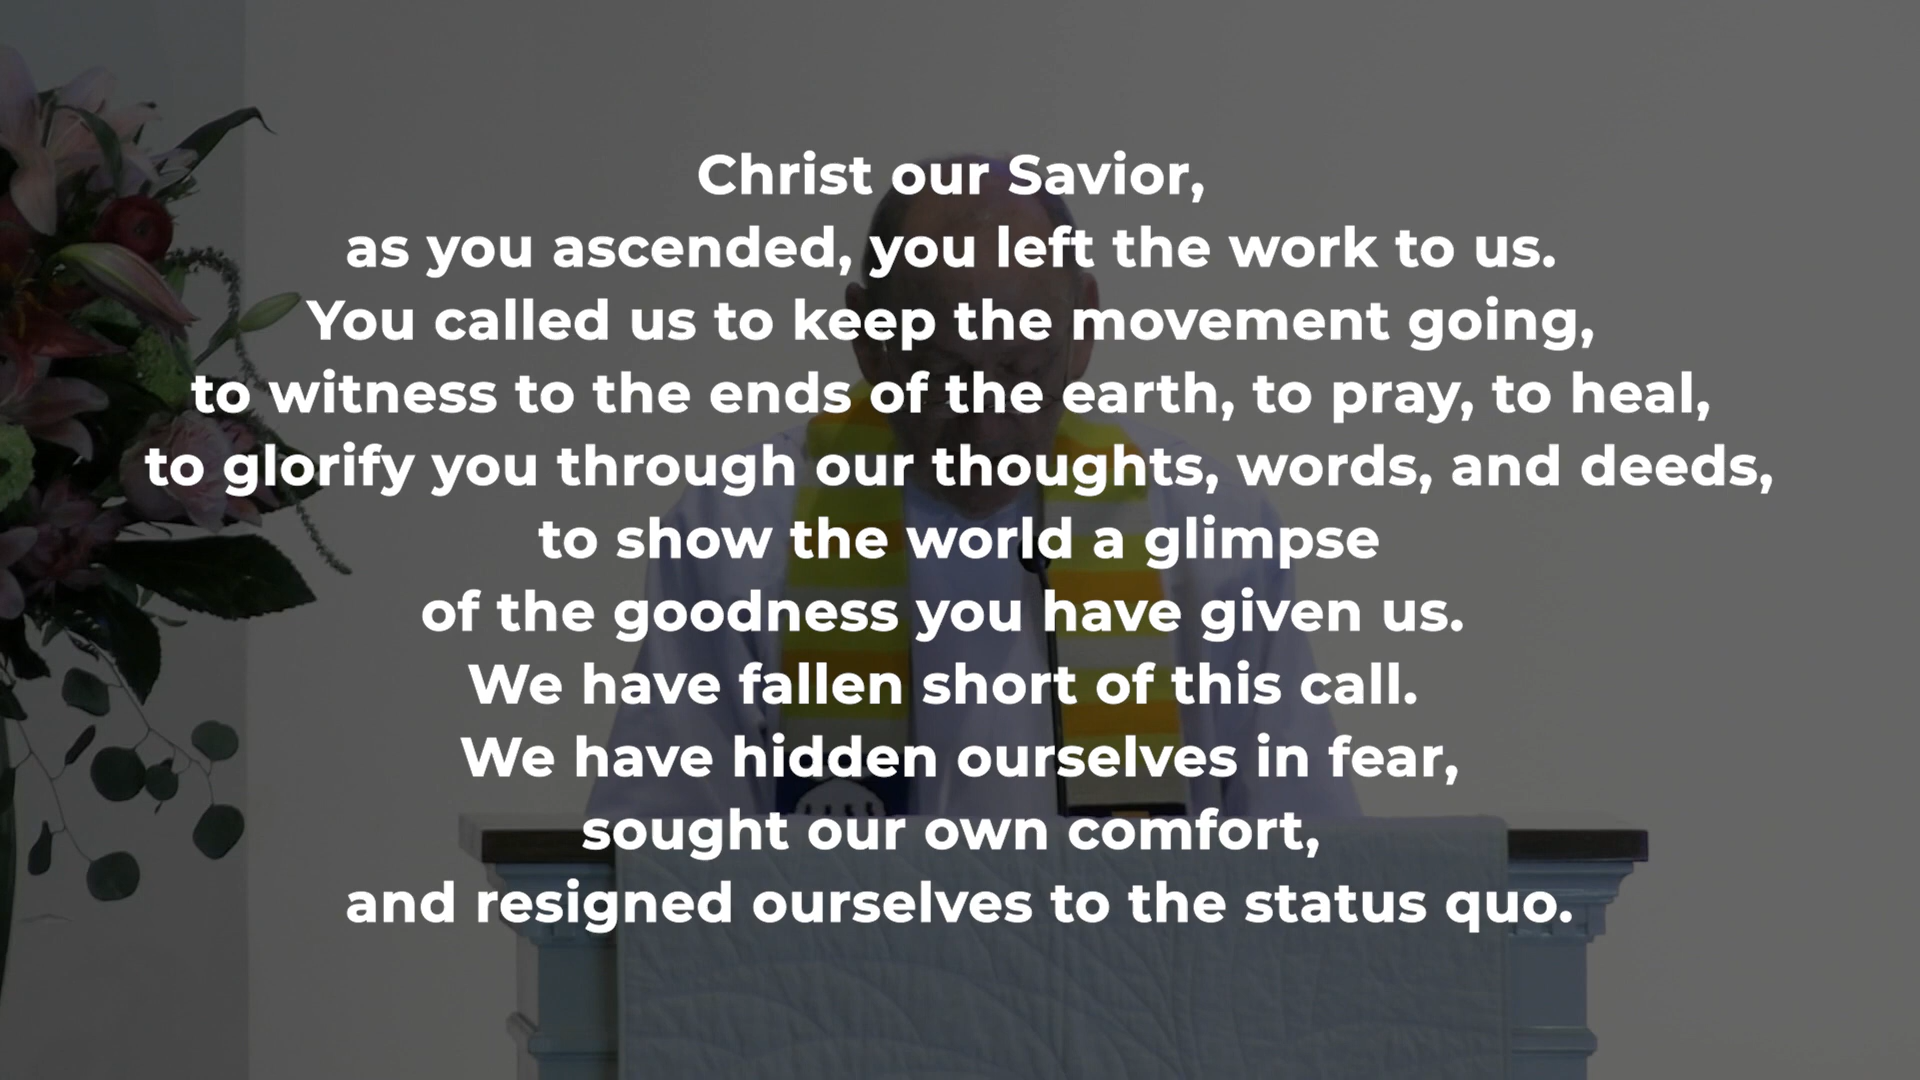 Christ our Savior,
as you ascended, you left the work to us.
You called us to keep the movement going,
to witness to the ends of the earth, to pray, to heal,
to glorify you through our thoughts, words, and deeds,
to show the world a glimpse
of the goodness you have given us.
We have fallen short of this call.
We have hidden ourselves in fear,
sought our own comfort,
and resigned ourselves to the status quo.